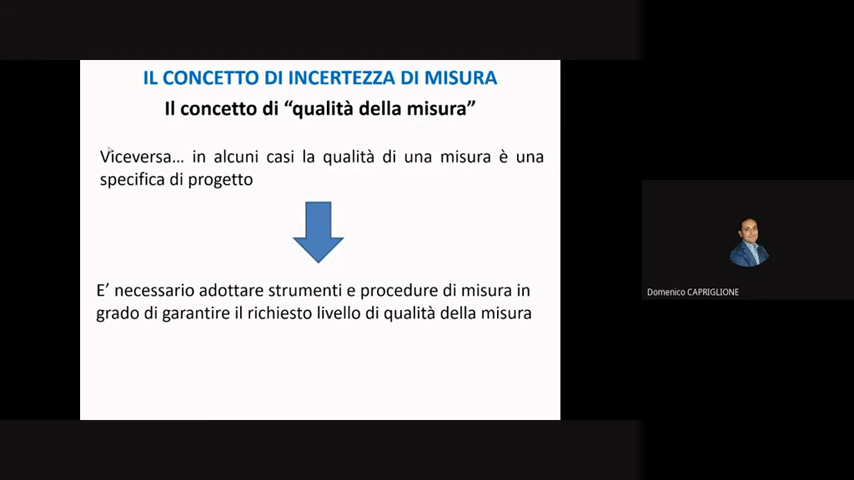 IL CONCETTO DI INCERTEZZA DI MISURA
Il concetto di “qualità della misura”
Viceversa… in alcuni casi la qualità di una misura è una
specifica di progetto
E’ necessario adottare strumenti e procedure di misura in
grado di garantire il richiesto livello di qualità della misura
Domenico CAPRIGLIONE